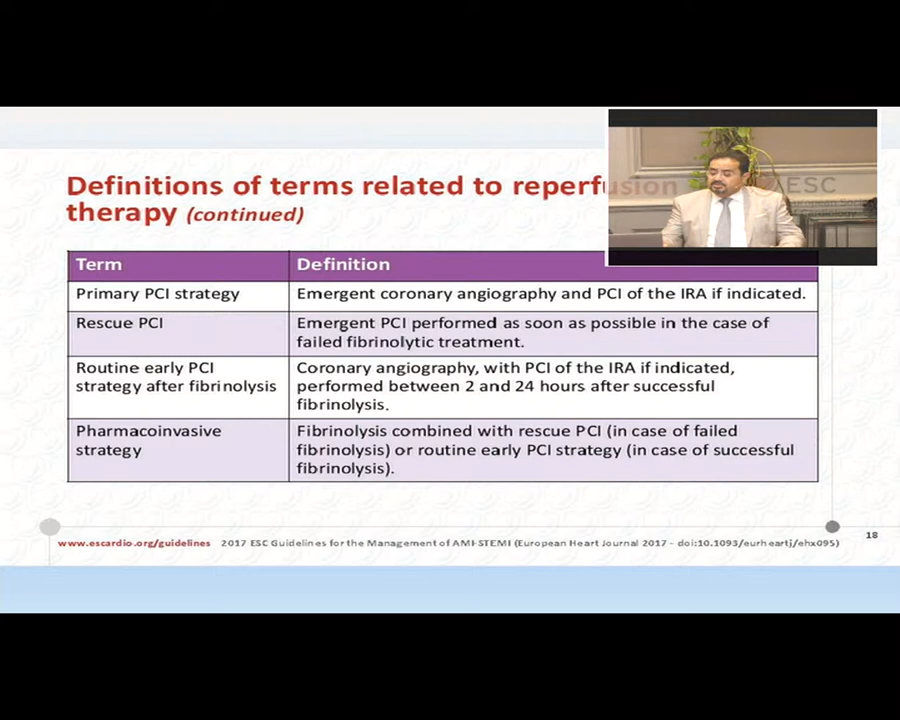 Definitions of terms related to reperfusion
therapy (continued)
ESC
Term
Definition
Primary PCI strategy
Emergent coronary angiography and PCI of the IRA if indicated.
Rescue PCI
Emergent PCI performed as soon as possible in the case of
failed fibrinolytic treatment.
Routine early PCI
strategy after fibrinolysis
Coronary angiography, with PCI of the IRA if indicated,
performed between 2 and 24 hours after successful
fibrinolysis.
Pharmacoinvasive
strategy
Fibrinolysis combined with rescue PCI (in case of failed
fibrinolysis) or routine early PCI strategy (in case of successful
fibrinolysis).
www.escardio.org/guidelines 2017 ESC Guidelines for the Management of AMI-STEMI (European Heart Journal 2017 - doi:10.1093/eurheartj/ehx095)
18